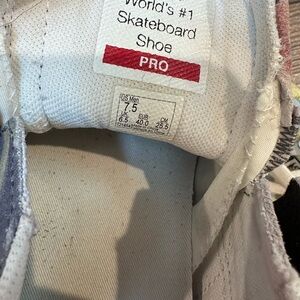 World's #1
Skateboard
Shoe
PRO
US Men
7.5
UK EUR CM
6.5 40.0 25.5